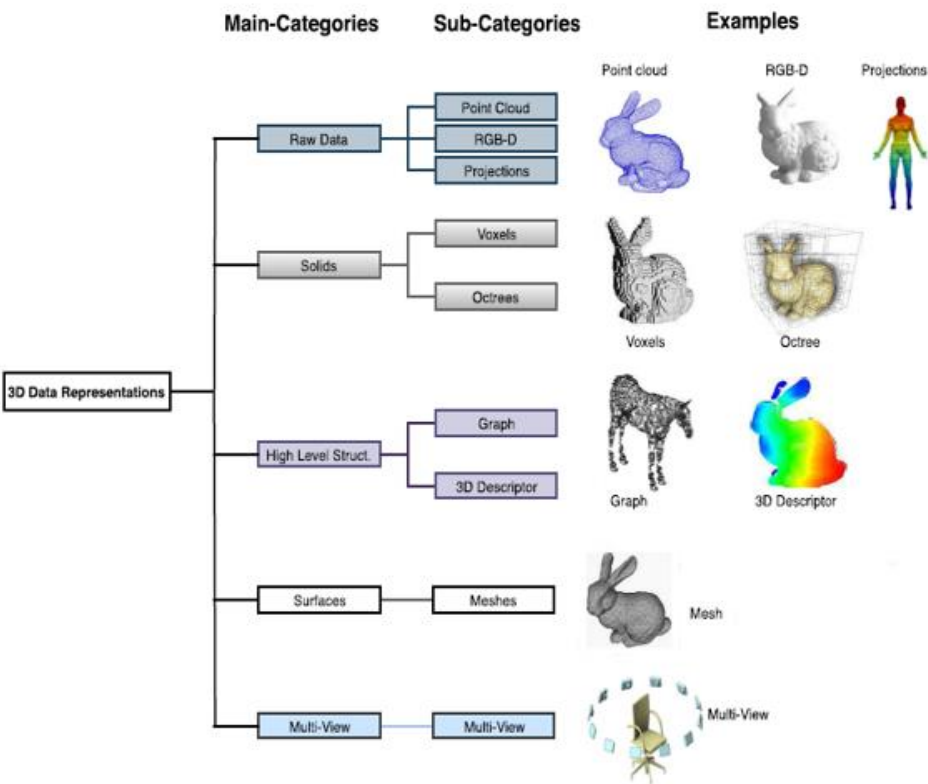 Main-Categories Sub-Categories Examples
Point cloud RGB-D Projections
Point Cloud
Raw Data RGB-D
Projections
Voxels
Solids
Octrees
Voxels Octree
3D Data Representations
Graph
High Level Struct.
3D Descriptor
Graph 3D Descriptor
Surfaces Meshes Mesh
Multi-View Multi-View Multi-View